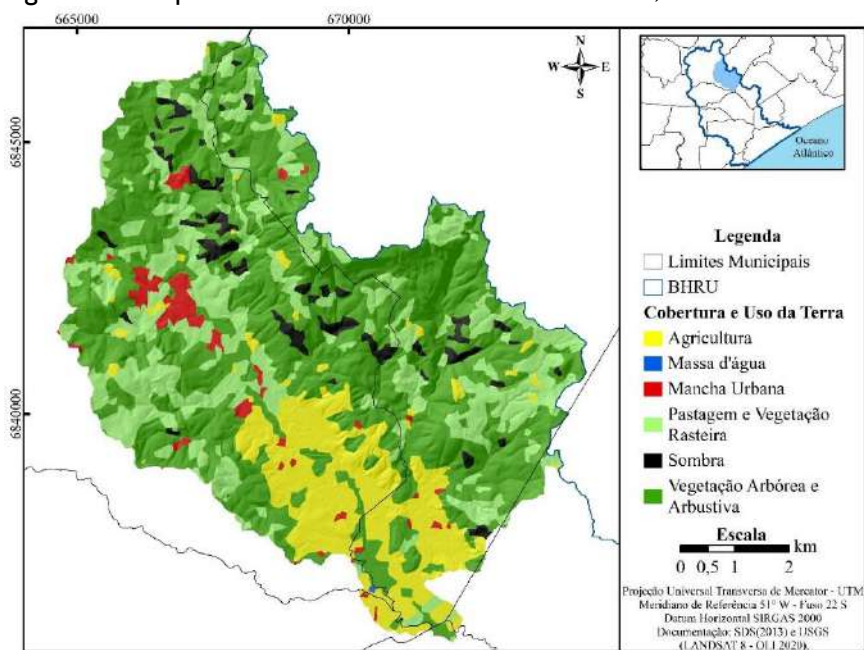 665000
670000
6845000
6840000
N
W E
S
Oceano
Atlântico
Legenda
Limites Municipais
BHRU
Cobertura e Uso da Terra
Agricultura
Massa d'água
Mancha Urbana
Pastagem e Vegetação
Rasteira
Sombra
Vegetação Arbórea e
Arbustiva
Escala
km
0 0,5 1 2
Projeção Universal Transversa de Mercator - UTM
Meridiano de Referência 51° W - Fuso 22 S
Datum Horizontal SIRGAS 2000
Documentação: SDS(2013) e USGS
(LANDSAT 8 - OLI 2020).